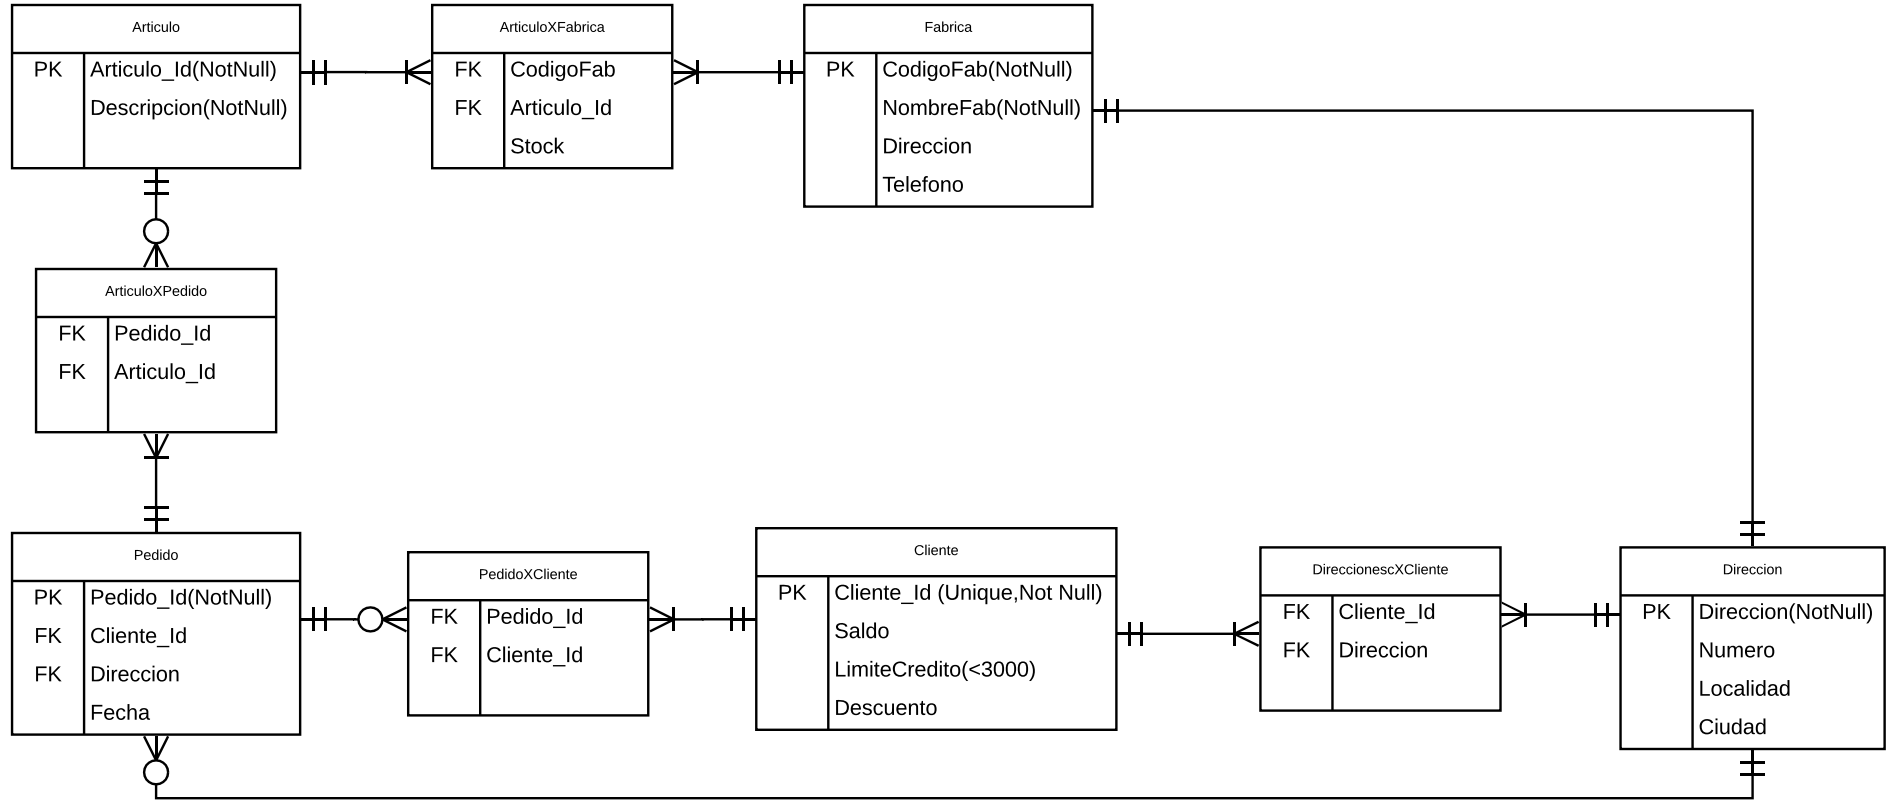 Articulo
PK Articulo_Id(NotNull)
Descripcion(NotNull)
ArticuloXFabrica
FK CodigoFab
FK Articulo_Id
Stock
Fabrica
PK CodigoFab(NotNull)
NombreFab(NotNull)
Direccion
Telefono
ArticuloXPedido
FK Pedido_Id
FK Articulo_Id
Pedido
PK Pedido_Id(NotNull)
FK Cliente_Id
FK Direccion
Fecha
PedidoXCliente
FK Pedido_Id
FK Cliente_Id
Cliente
PK Cliente_Id (Unique,Not Null)
Saldo
LimiteCredito(<3000)
Descuento
DireccionescXCliente
FK Cliente_Id
FK Direccion
Direccion
PK Direccion(NotNull)
Numero
Localidad
Ciudad